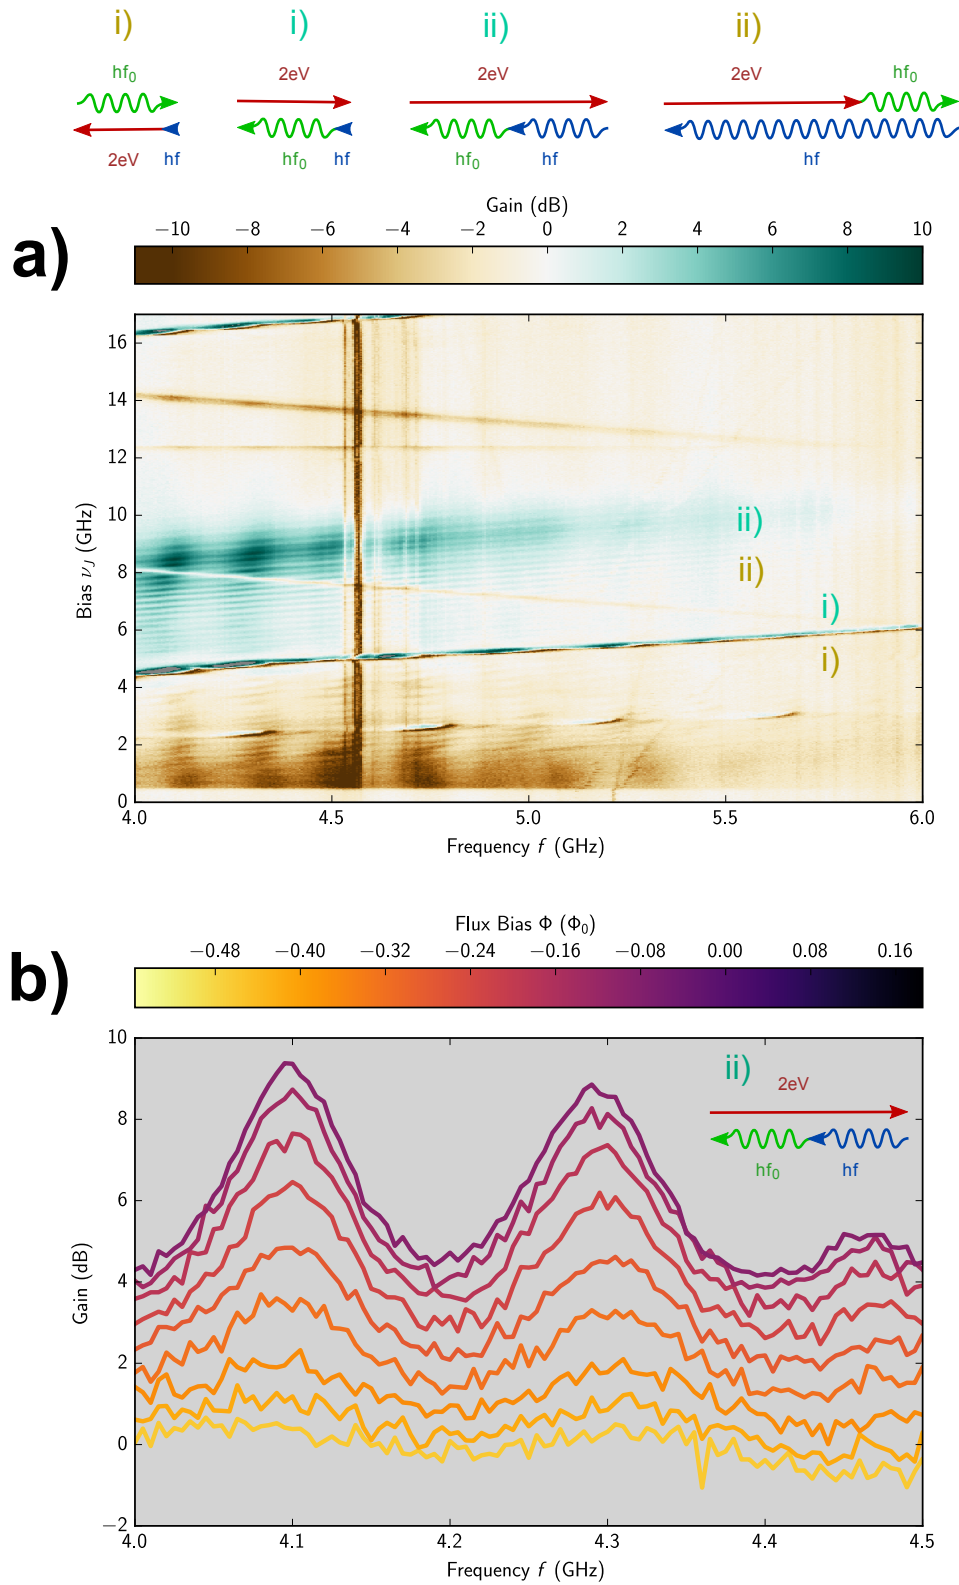 i) i) ii) ii)
hf0 2eV 2eV 2eV hf0
2eV hf hf0 hf hf0 hf hf
Gain (dB)
−10 −8 −6 −4 −2 0 2 4 6 8 10
a)
16
14
12
10
8
6
4
2
0
Bias νJ (GHz)
ii)
ii)
i)
i)
4.0 4.5 5.0 5.5 6.0
Frequency f (GHz)
Flux Bias Φ (Φ0)
−0.48 −0.40 −0.32 −0.24 −0.16 −0.08 0.00 0.08 0.16
b)
10
8
6
4
2
0
−2
Gain (dB)
ii)
2eV
hf0 hf
4.0 4.1 4.2 4.3 4.4 4.5
Frequency f (GHz)